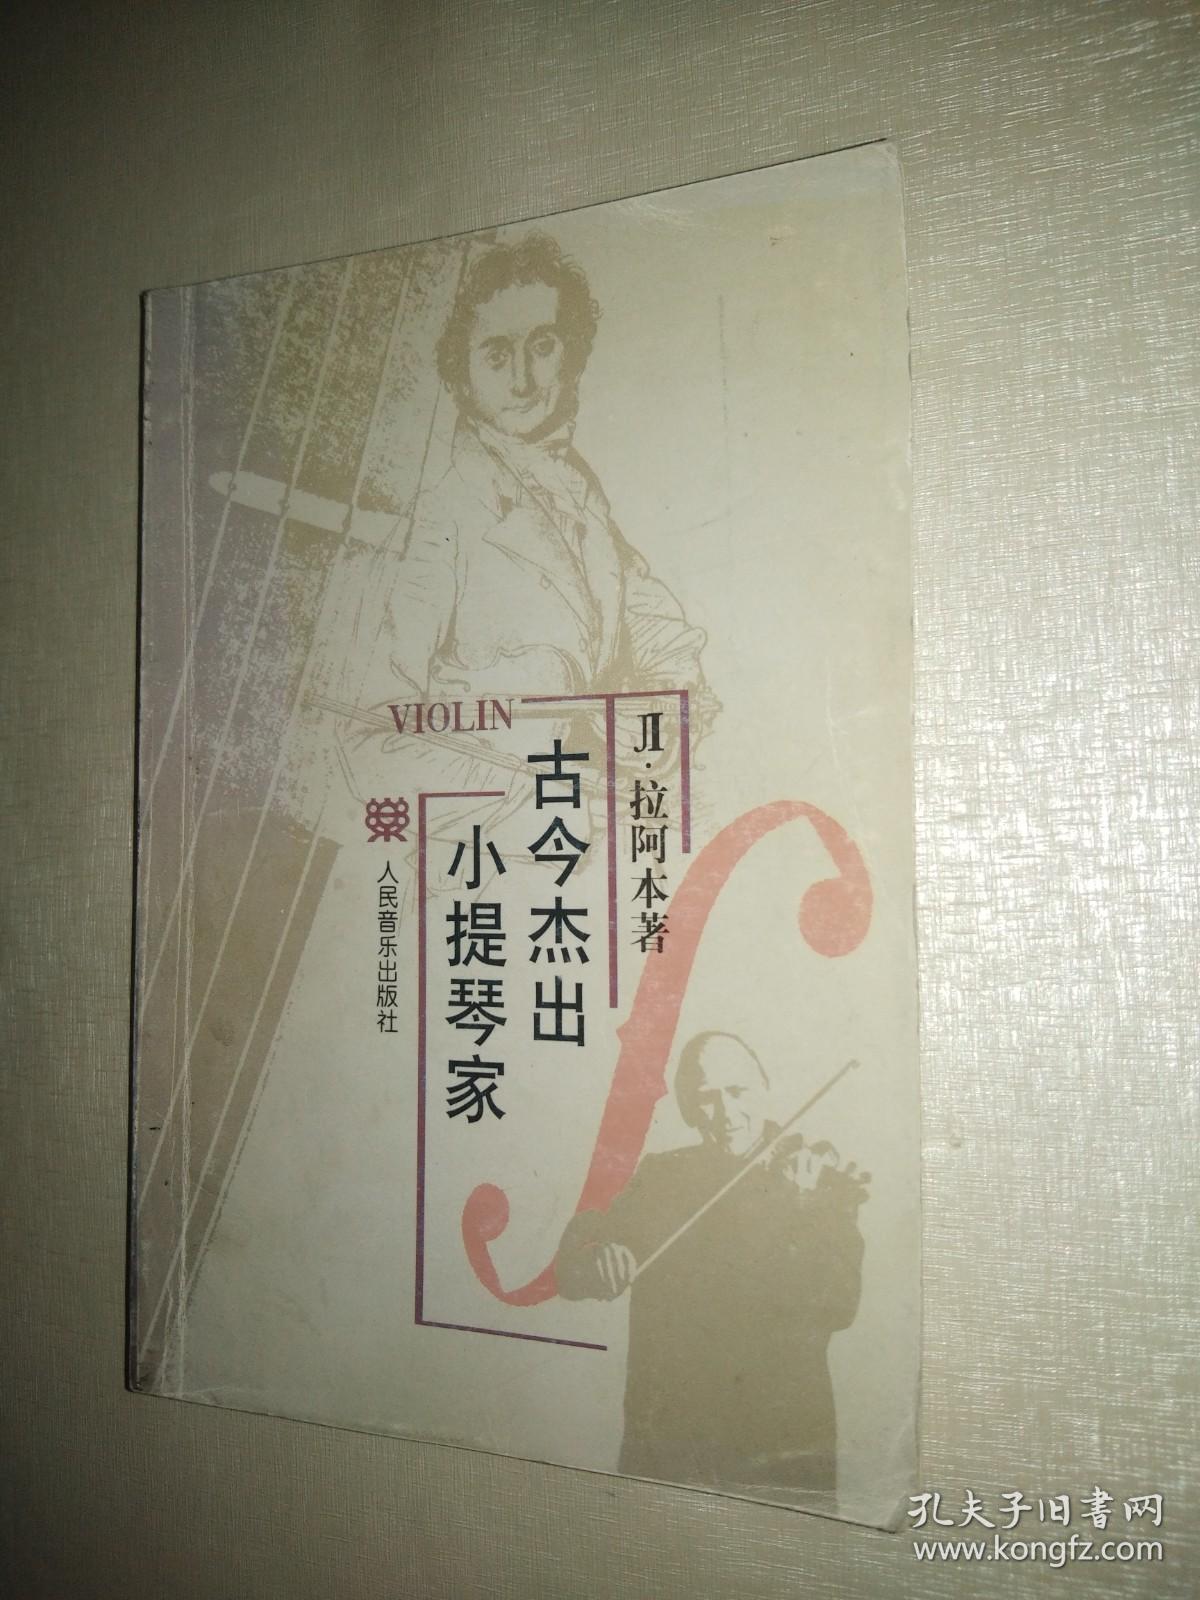 VIOLIN
Л·拉阿本著
古今杰出
小提琴家
人民音乐出版社
孔夫子旧书网
www.kongfz.com